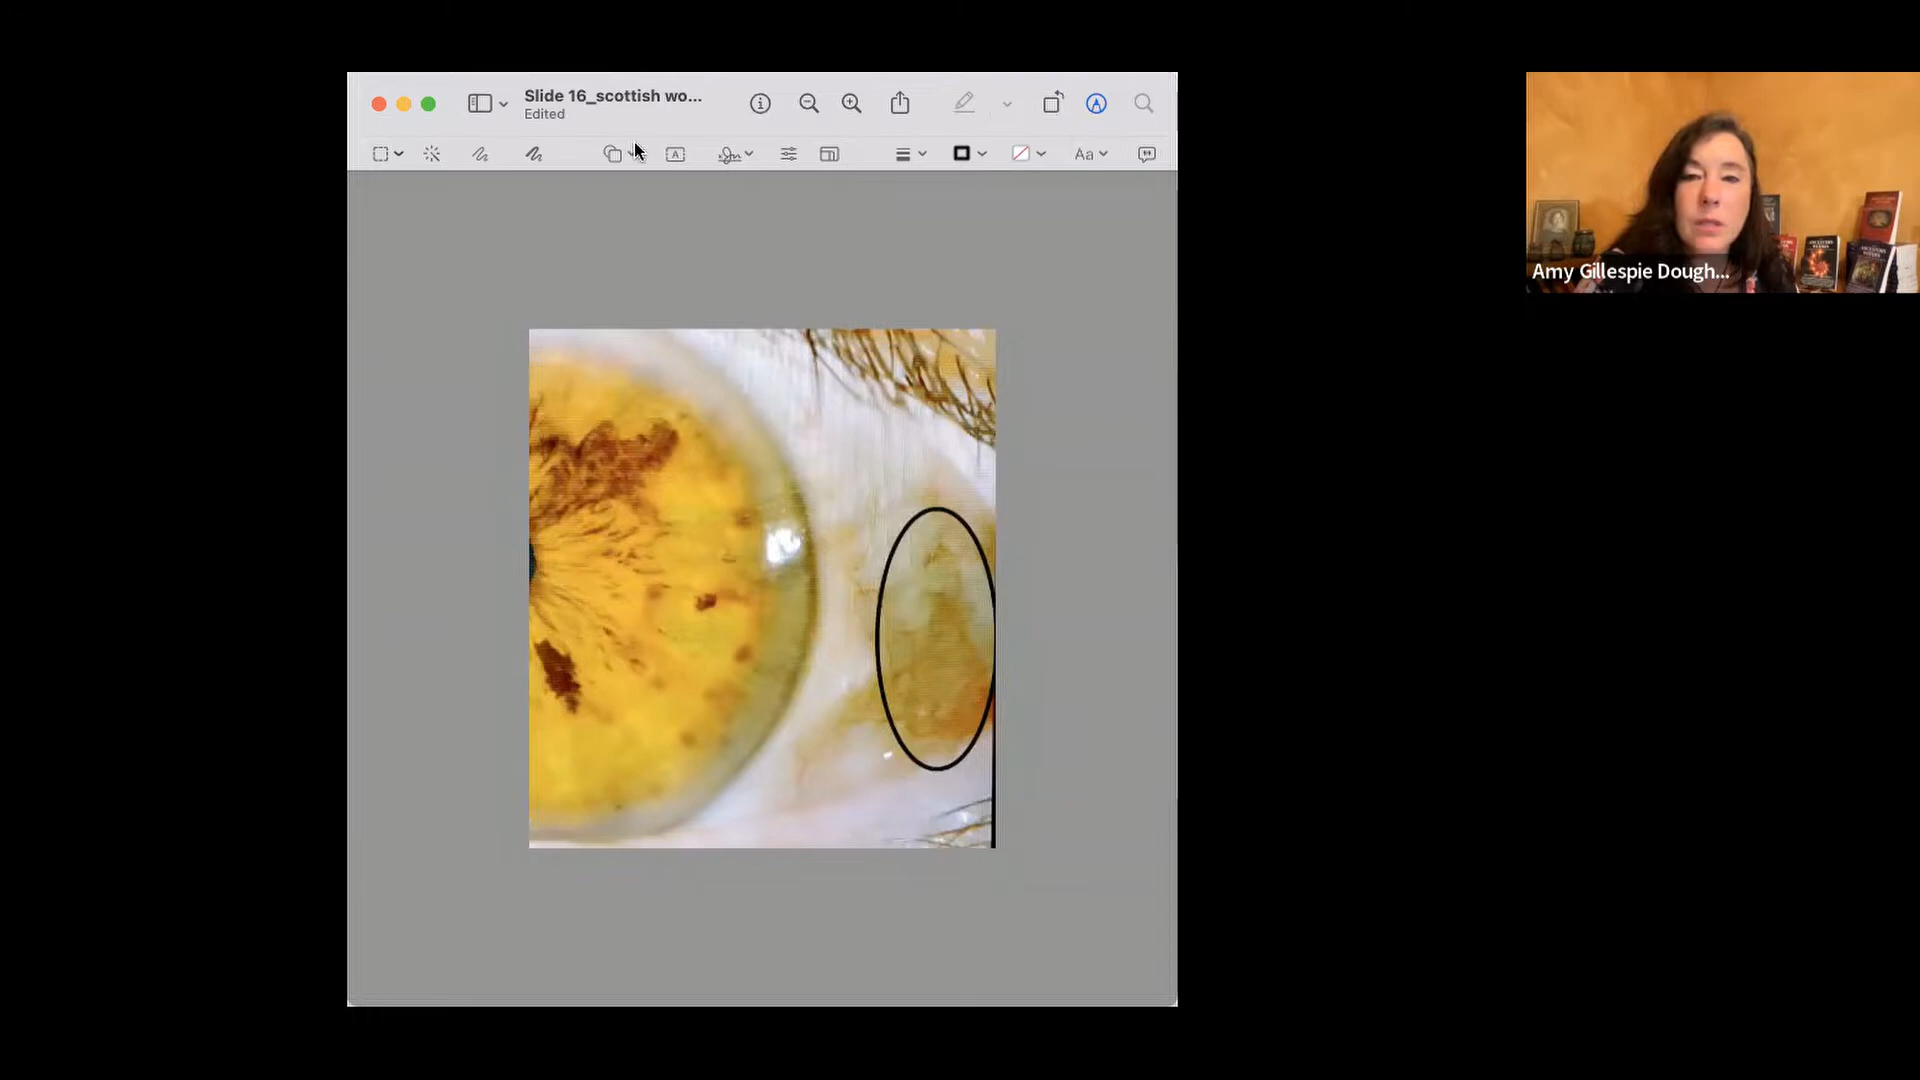 Slide 16_scottish wo...
Edited
A
Aa
Amy Gillespie Dough...